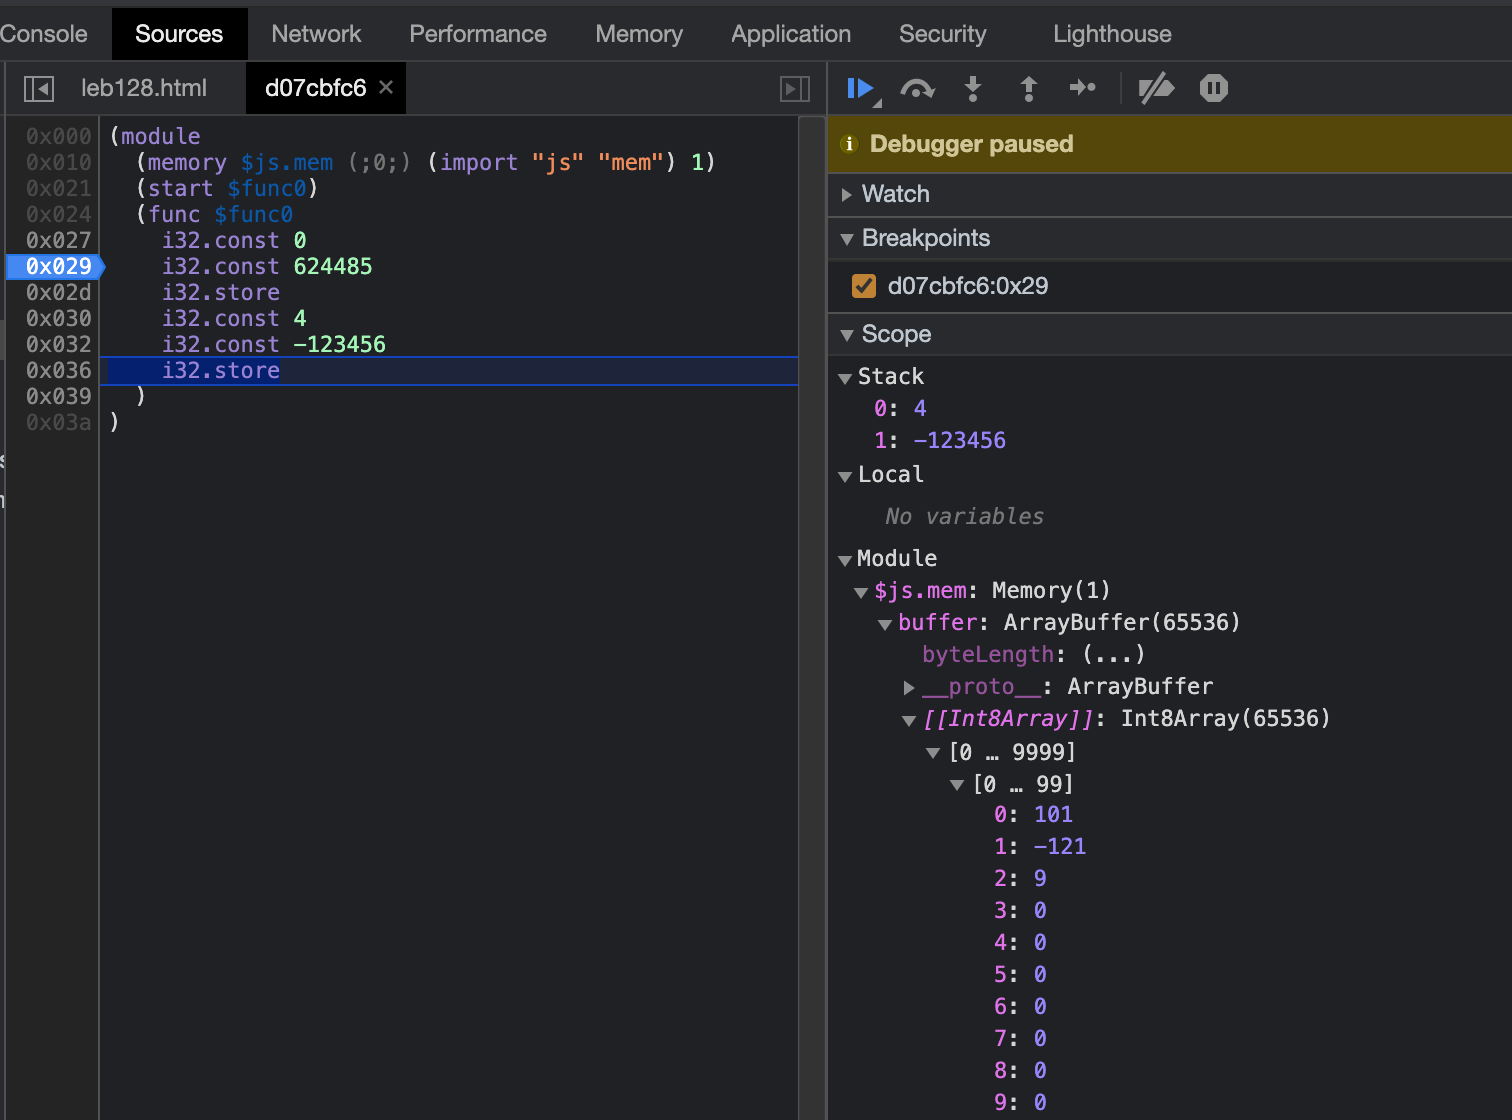 Console Sources Network Performance Memory Application Security Lighthouse
leb128.html d07cbfc6 ×
0x000 (module
0x010 (memory $js.mem (;0;) (import "js" "mem") 1)
0x021 (start $func0)
0x024 (func $func0
0x027 i32.const 0
0x029 i32.const 624485
0x02d i32.store
0x030 i32.const 4
0x032 i32.const -123456
0x036 i32.store
0x039 )
0x03a )
Debugger paused
Watch
Breakpoints
d07cbfc6:0x29
Scope
Stack
0: 4
1: -123456
Local
No variables
Module
$js.mem: Memory(1)
buffer: ArrayBuffer(65536)
byteLength: (...)
__proto__: ArrayBuffer
[[Int8Array]]: Int8Array(65536)
[0 … 9999]
[0 … 99]
0: 101
1: -121
2: 9
3: 0
4: 0
5: 0
6: 0
7: 0
8: 0
9: 0